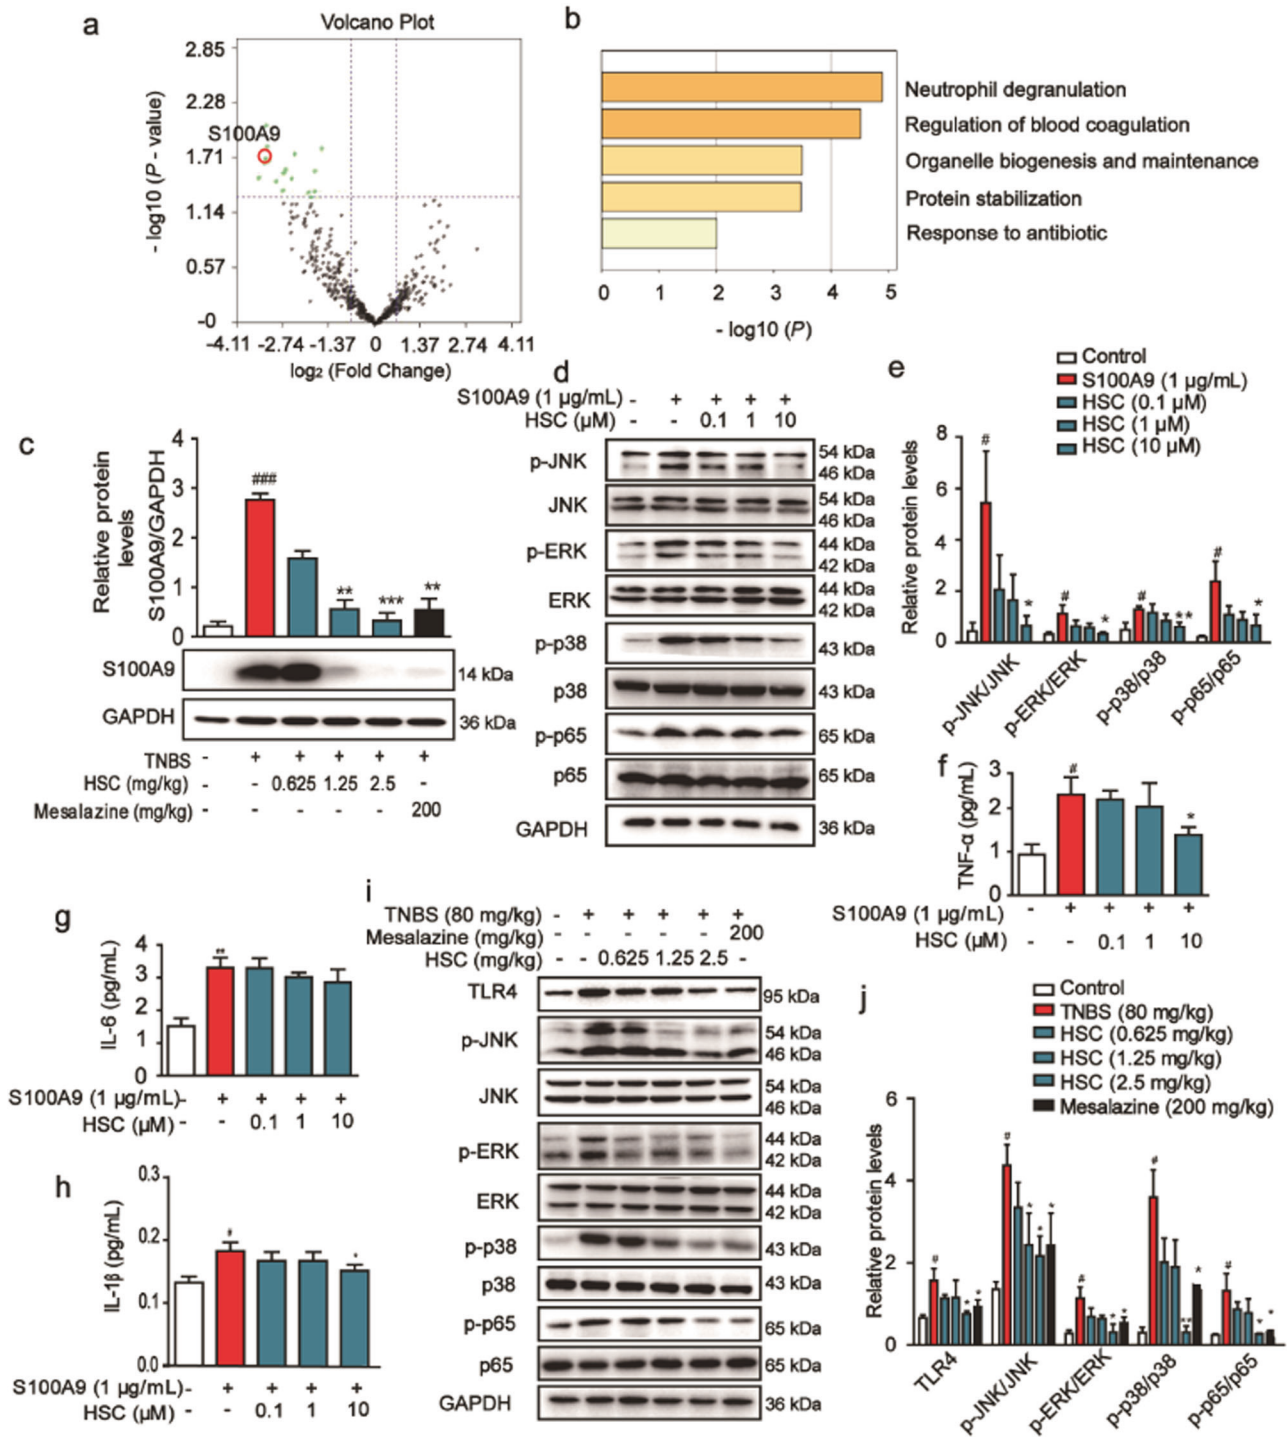 a
Volcano Plot
- log10 (P - value)
2.85
2.28
1.71
1.14
0.57
-0
S100A9
-4.11 -2.74 -1.37 0 1.37 2.74 4.11
log2 (Fold Change)
b
Neutrophil degranulation
Regulation of blood coagulation
Organelle biogenesis and maintenance
Protein stabilization
Response to antibiotic
0 1 2 3 4 5
- log10 (P)
c
Relative protein
levels
S100A9/GAPDH
4
3
2
1
0
### ** *** **
S100A9 14 kDa
GAPDH 36 kDa
TNBS - + + + + +
HSC (mg/kg) - - 0.625 1.25 2.5 -
Mesalazine (mg/kg) - - - - - 200
d
S100A9 (1 µg/mL) - + + + +
HSC (µM) - - 0.1 1 10
p-JNK 54 kDa
46 kDa
JNK 54 kDa
46 kDa
p-ERK 44 kDa
42 kDa
ERK 44 kDa
42 kDa
p-p38 43 kDa
p38 43 kDa
p-p65 65 kDa
p65 65 kDa
GAPDH 36 kDa
e
Control
S100A9 (1 µg/mL)
HSC (0.1 µM)
HSC (1 µM)
HSC (10 µM)
Relative protein levels
8
6
4
2
0
# * # * # ** # *
p-JNK/JNK
p-ERK/ERK
p-p38/p38
p-p65/p65
f
TNF-α (pg/mL)
3
2
1
0
# *
S100A9 (1 µg/mL) - + + + +
HSC (µM) - - 0.1 1 10
g
IL-6 (pg/mL)
4
3
2
1
0
##
S100A9 (1 µg/mL)- + + + +
HSC (µM) - - 0.1 1 10
h
IL-1β (pg/mL)
0.3
0.2
0.1
0.0
# *
S100A9 (1 µg/mL)- + + + +
HSC (µM) - - 0.1 1 10
i
TNBS (80 mg/kg) - + + + + +
Mesalazine (mg/kg) - - - - - 200
HSC (mg/kg) - - 0.625 1.25 2.5 -
TLR4 95 kDa
p-JNK 54 kDa
46 kDa
JNK 54 kDa
46 kDa
p-ERK 44 kDa
42 kDa
ERK 44 kDa
42 kDa
p-p38 43 kDa
p38 43 kDa
p-p65 65 kDa
p65 65 kDa
GAPDH 36 kDa
j
Control
TNBS (80 mg/kg)
HSC (0.625 mg/kg)
HSC (1.25 mg/kg)
HSC (2.5 mg/kg)
Mesalazine (200 mg/kg)
Relative protein levels
6
4
2
0
# * * # * * * # * * # ** * # * *
TLR4
p-JNK/JNK
p-ERK/ERK
p-p38/p38
p-p65/p65